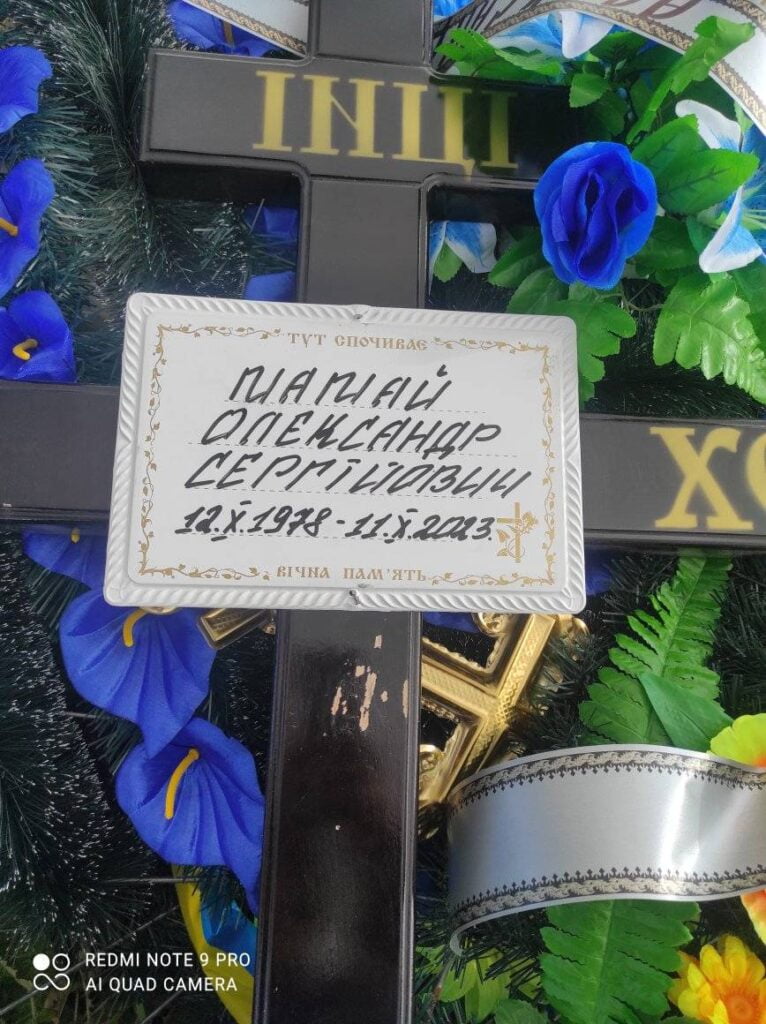 ІНЦІ
ТУТ СПОЧИВАЄ
МАМАЙ
ОЛЕКСАНДР
СЕРГІЙОВИЧ
12.X.1978 - 11.X.2023.
ХС
ВІЧНА ПАМ'ЯТЬ
REDMI NOTE 9 PRO
AI QUAD CAMERA